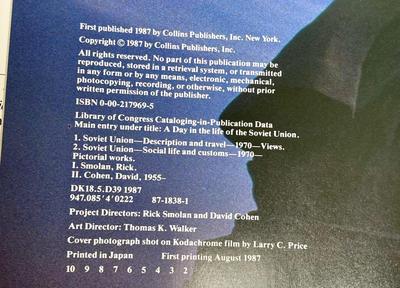 First published 1987 by Collins Publishers, Inc. New York.
Copyright © 1987 by Collins Publishers, Inc.
All rights reserved. No part of this publication may be
reproduced, stored in a retrieval system, or transmitted
in any form or by any means, electronic, mechanical,
photocopying, recording, or otherwise, without prior
written permission of the publisher.
ISBN 0-00-217969-5
Library of Congress Cataloging-in-Publication Data
Main entry under title: A Day in the life of the Soviet Union.
1. Soviet Union—Description and travel—1970—Views.
2. Soviet Union—Social life and customs—1970—
Pictorial works.
I. Smolan, Rick.
II. Cohen, David, 1955-
DK18.5.D39 1987
947.085'4'0222 87-1838-1
Project Directors: Rick Smolan and David Cohen
Art Director: Thomas K. Walker
Cover photograph shot on Kodachrome film by Larry C. Price
Printed in Japan First printing August 1987
10 9 8 7 6 5 4 3 2